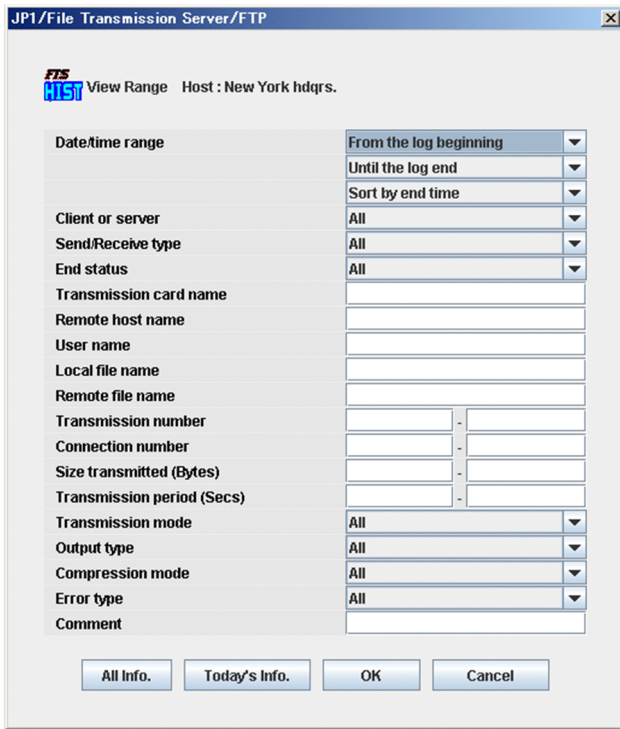 JP1/File Transmission Server/FTP
FTS
HIST View Range Host : New York hdqrs.
Date/time range From the log beginning
Until the log end
Sort by end time
Client or server All
Send/Receive type All
End status All
Transmission card name
Remote host name
User name
Local file name
Remote file name
Transmission number -
Connection number -
Size transmitted (Bytes) -
Transmission period (Secs) -
Transmission mode All
Output type All
Compression mode All
Error type All
Comment
All Info. Today's Info. OK Cancel